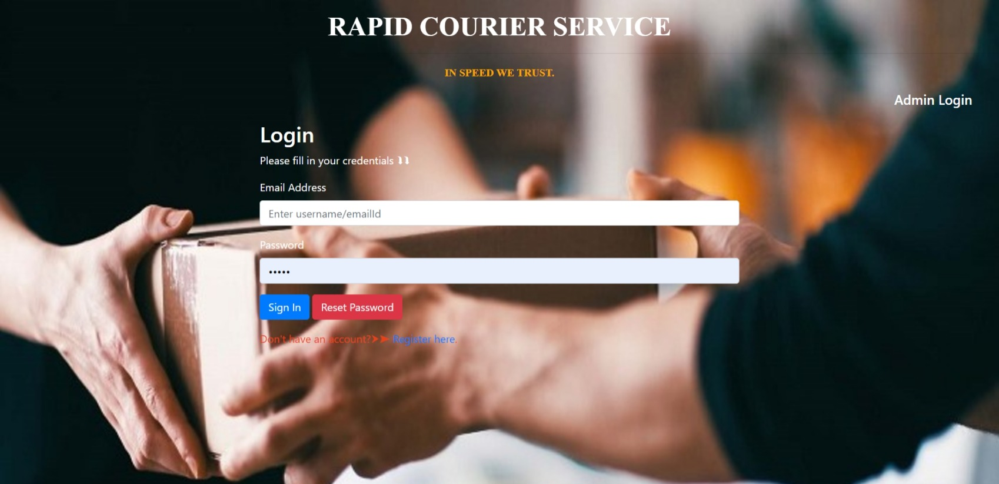 RAPID COURIER SERVICE
IN SPEED WE TRUST.
Admin Login
Login
Please fill in your credentials ⮯⮯
Email Address
Enter username/emailId
Password
•••••
Sign In Reset Password
Don't have an account?➤➤ Register here.